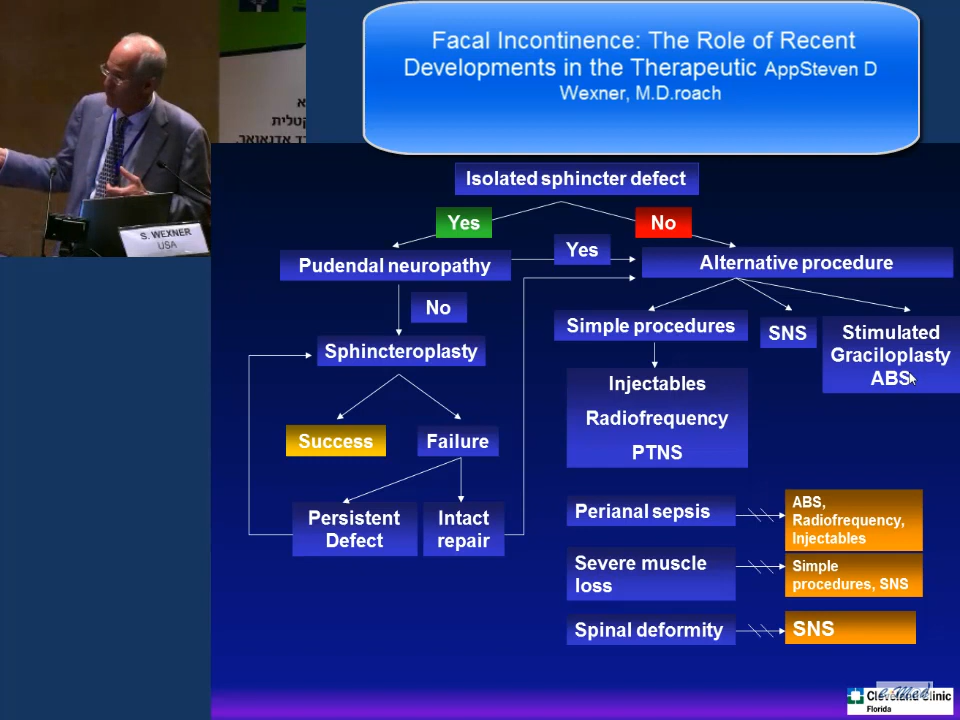 Facal Incontinence: The Role of Recent
Developments in the Therapeutic AppSteven D
Wexner, M.D.roach
קטלית
S. WEXNER
USA
Isolated sphincter defect
Yes
No
Pudendal neuropathy
Yes
Alternative procedure
No
Simple procedures
SNS
Stimulated
Graciloplasty
ABS
Sphincteroplasty
Injectables
Radiofrequency
PTNS
Success
Failure
Persistent
Defect
Intact
repair
Perianal sepsis
ABS,
Radiofrequency,
Injectables
Severe muscle
loss
Simple
procedures, SNS
Spinal deformity
SNS
Cleveland Clinic
Florida
e-Med